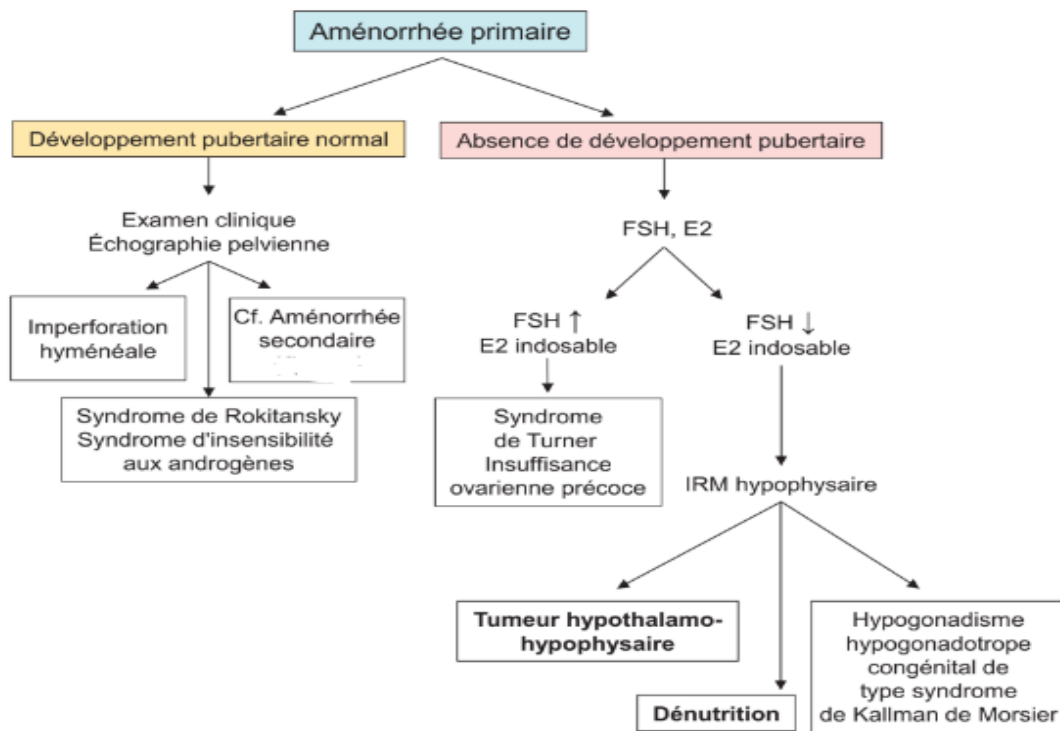 Aménorrhée primaire
Développement pubertaire normal
Absence de développement pubertaire
Examen clinique
Échographie pelvienne
FSH, E2
Imperforation
hyménéale
Cf. Aménorrhée
secondaire
Syndrome de Rokitansky
Syndrome d'insensibilité
aux androgènes
FSH ↑
E2 indosable
FSH ↓
E2 indosable
Syndrome
de Turner
Insuffisance
ovarienne précoce
IRM hypophysaire
Tumeur hypothalamo-
hypophysaire
Dénutrition
Hypogonadisme
hypogonadotrope
congénital de
type syndrome
de Kallman de Morsier